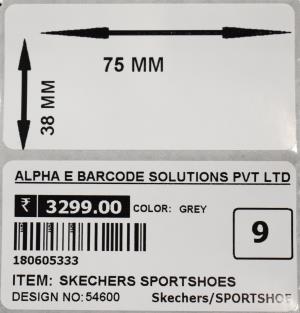 75 MM
38 MM
ALPHA E BARCODE SOLUTIONS PVT LTD
₹ 3299.00 COLOR: GREY
9
180605333
ITEM: SKECHERS SPORTSHOES
DESIGN NO:54600 Skechers/SPORTSHOE